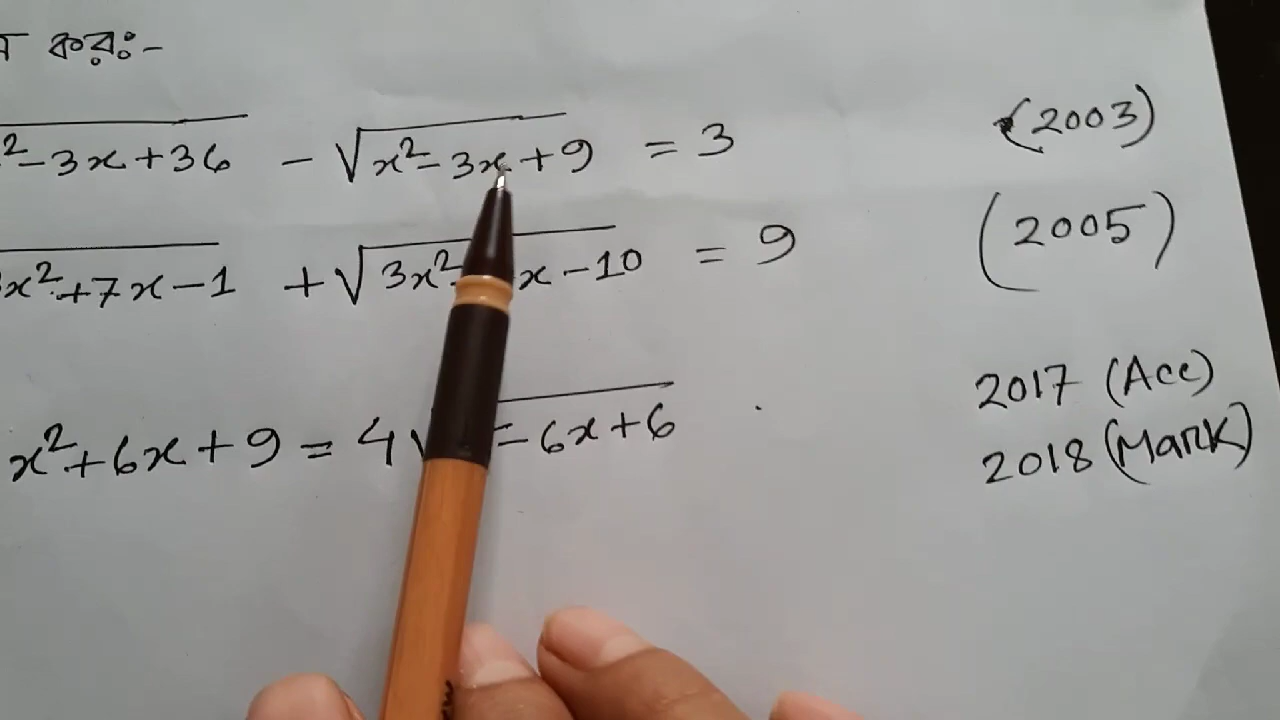 করঃ-
²-3x+36 - √x²-3x+9 = 3 (2003)
x²+7x-1 + √3x² x-10 = 9 (2005)
x²+6x+9 = 4√ -6x+6 2017 (Acc)
2018 (Mark)